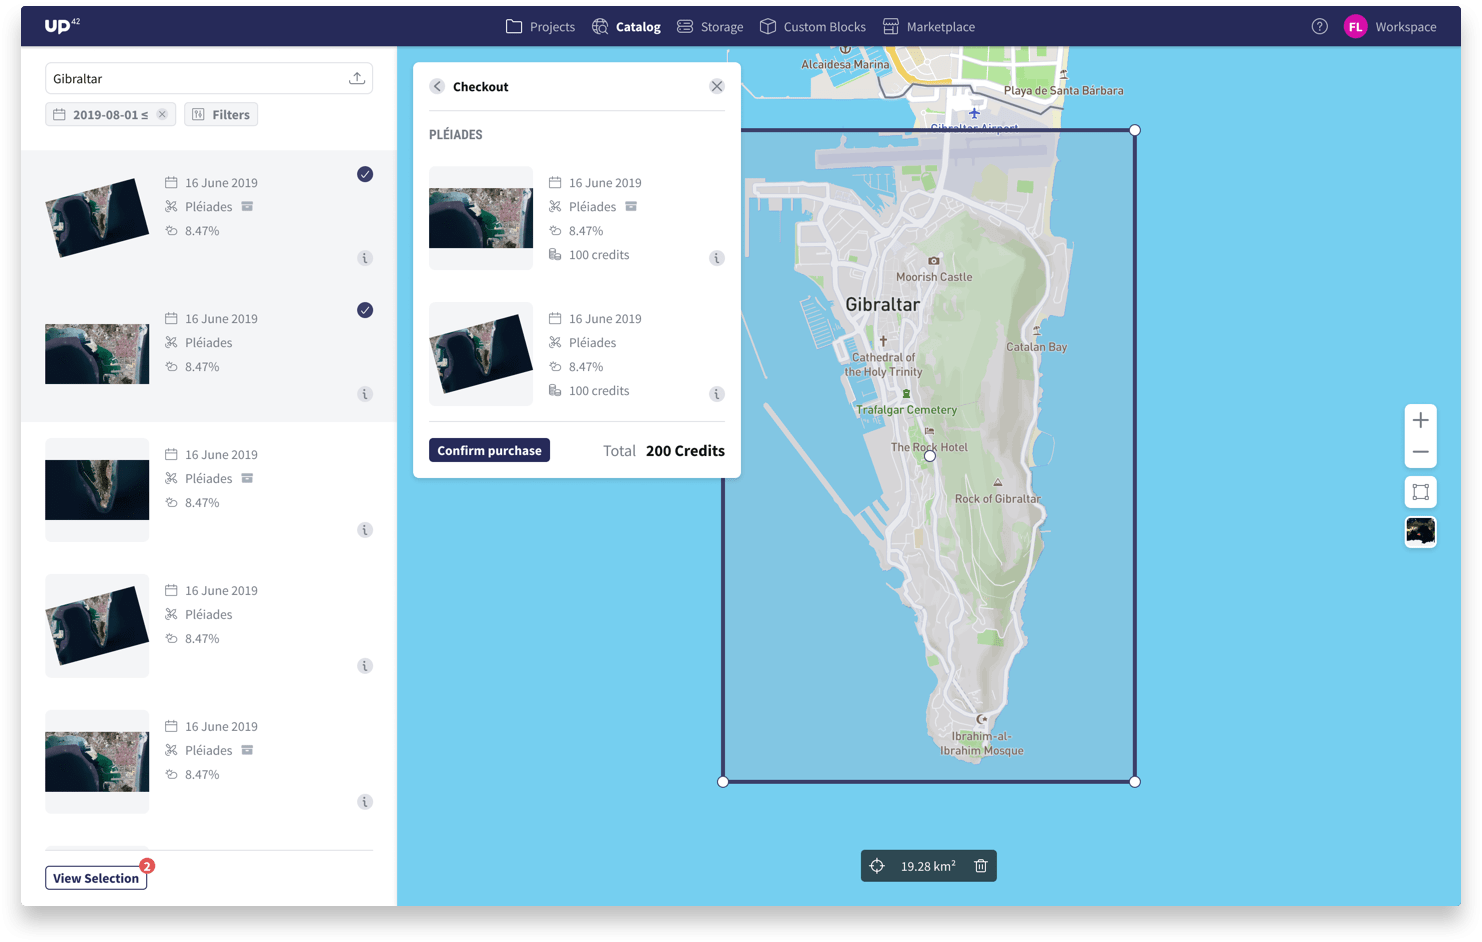 UP42
Projects
Catalog
Storage
Custom Blocks
Marketplace
FL
Workspace
Gibraltar
2019-08-01 ≤
Filters
16 June 2019
Pléiades
8.47%
16 June 2019
Pléiades
8.47%
16 June 2019
Pléiades
8.47%
16 June 2019
Pléiades
8.47%
16 June 2019
Pléiades
8.47%
View Selection
2
Checkout
PLÉIADES
16 June 2019
Pléiades
8.47%
100 credits
16 June 2019
Pléiades
8.47%
100 credits
Confirm purchase
Total 200 Credits
Alcaidesa Marina
Playa de Santa Bárbara
Gibraltar Airport
Moorish Castle
Gibraltar
Catalan Bay
Cathedral of
the Holy Trinity
Trafalgar Cemetery
The Rock Hotel
Rock of Gibraltar
Ibrahim-al-
Ibrahim Mosque
19.28 km²